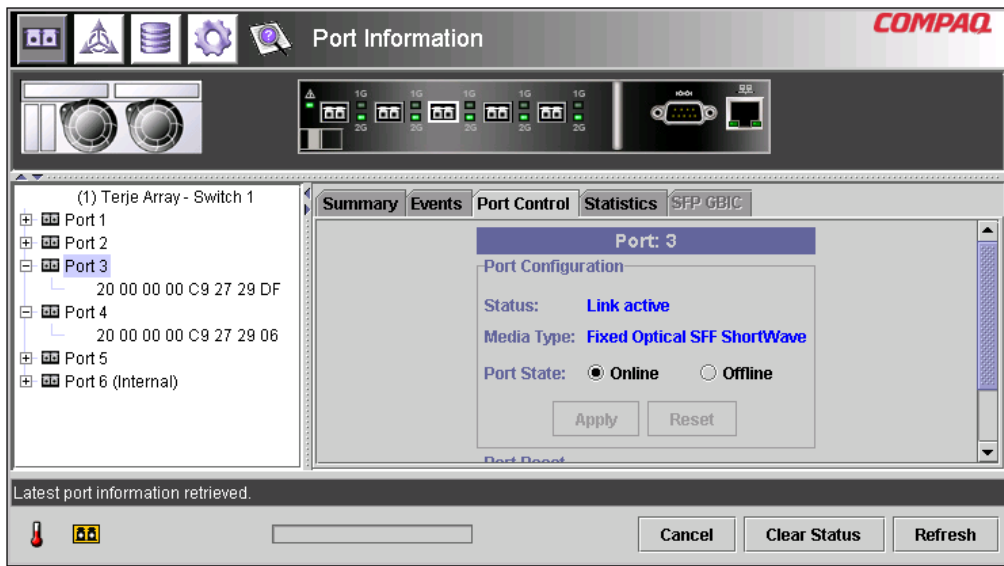 Port Information
COMPAQ
1G 1G 1G 1G 1G
2G 2G 2G 2G 2G
(1) Terje Array - Switch 1
Port 1
Port 2
Port 3
20 00 00 00 C9 27 29 DF
Port 4
20 00 00 00 C9 27 29 06
Port 5
Port 6 (Internal)
Summary Events Port Control Statistics SFP GBIC
Port: 3
Port Configuration
Status: Link active
Media Type: Fixed Optical SFF ShortWave
Port State: Online Offline
Apply Reset
Port Reset
Latest port information retrieved.
Cancel Clear Status Refresh